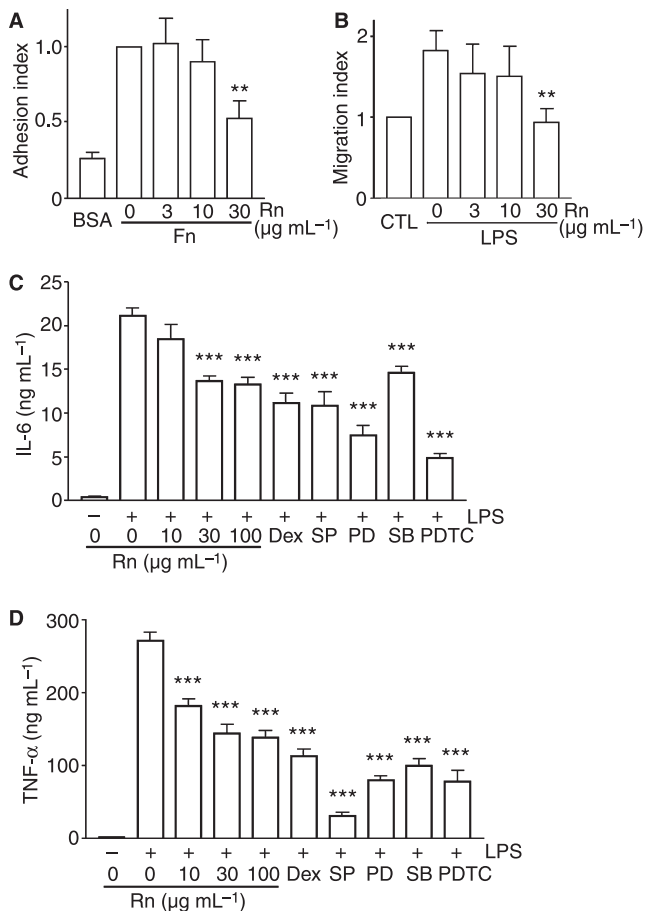 A
Adhesion index
1.0
0.5
0
**
BSA 0 3 10 30 Rn
Fn (µg mL–1)
B
Migration index
2
1
0
**
CTL 0 3 10 30 Rn
LPS (µg mL–1)
C
IL-6 (ng mL–1)
25
20
15
10
5
0
*** *** *** *** *** *** ***
– + + + + + + + + + LPS
0 0 10 30 100 Dex SP PD SB PDTC
Rn (µg mL–1)
D
TNF-α (ng mL–1)
300
200
100
0
*** *** *** *** *** *** *** ***
– + + + + + + + + + LPS
0 0 10 30 100 Dex SP PD SB PDTC
Rn (µg mL–1)